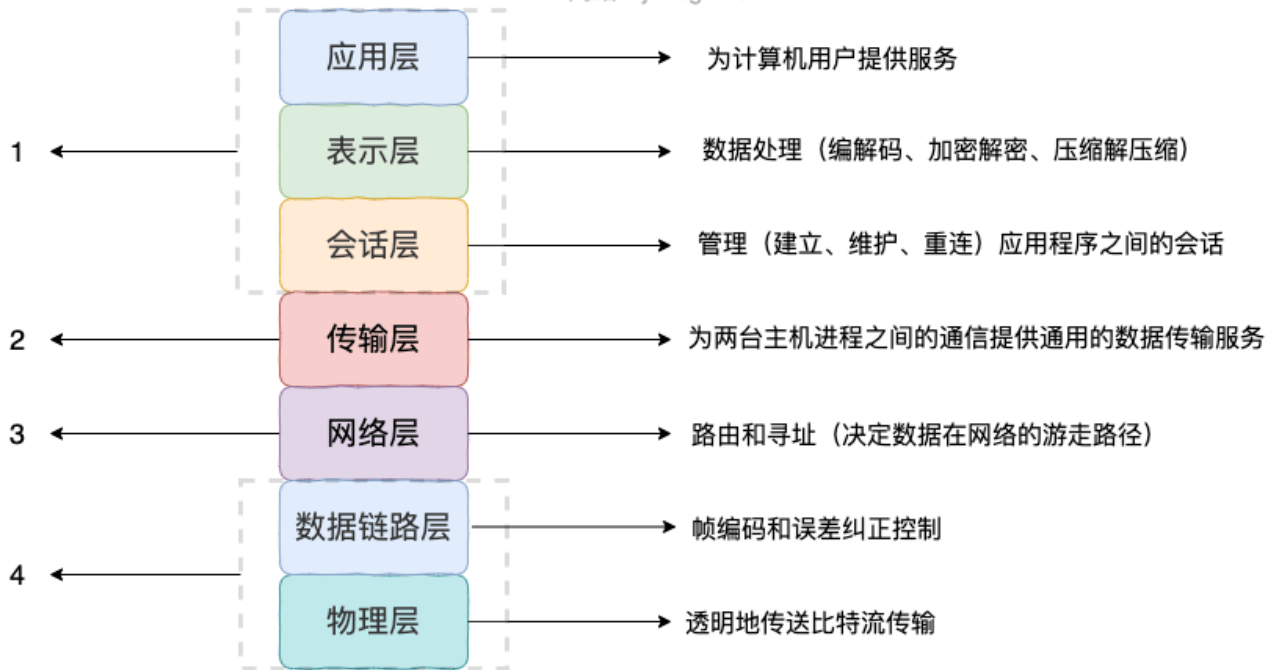 应用层
为计算机用户提供服务
1
表示层
数据处理（编解码、加密解密、压缩解压缩）
会话层
管理（建立、维护、重连）应用程序之间的会话
2
传输层
为两台主机进程之间的通信提供通用的数据传输服务
3
网络层
路由和寻址（决定数据在网络的游走路径）
数据链路层
帧编码和误差纠正控制
4
物理层
透明地传送比特流传输